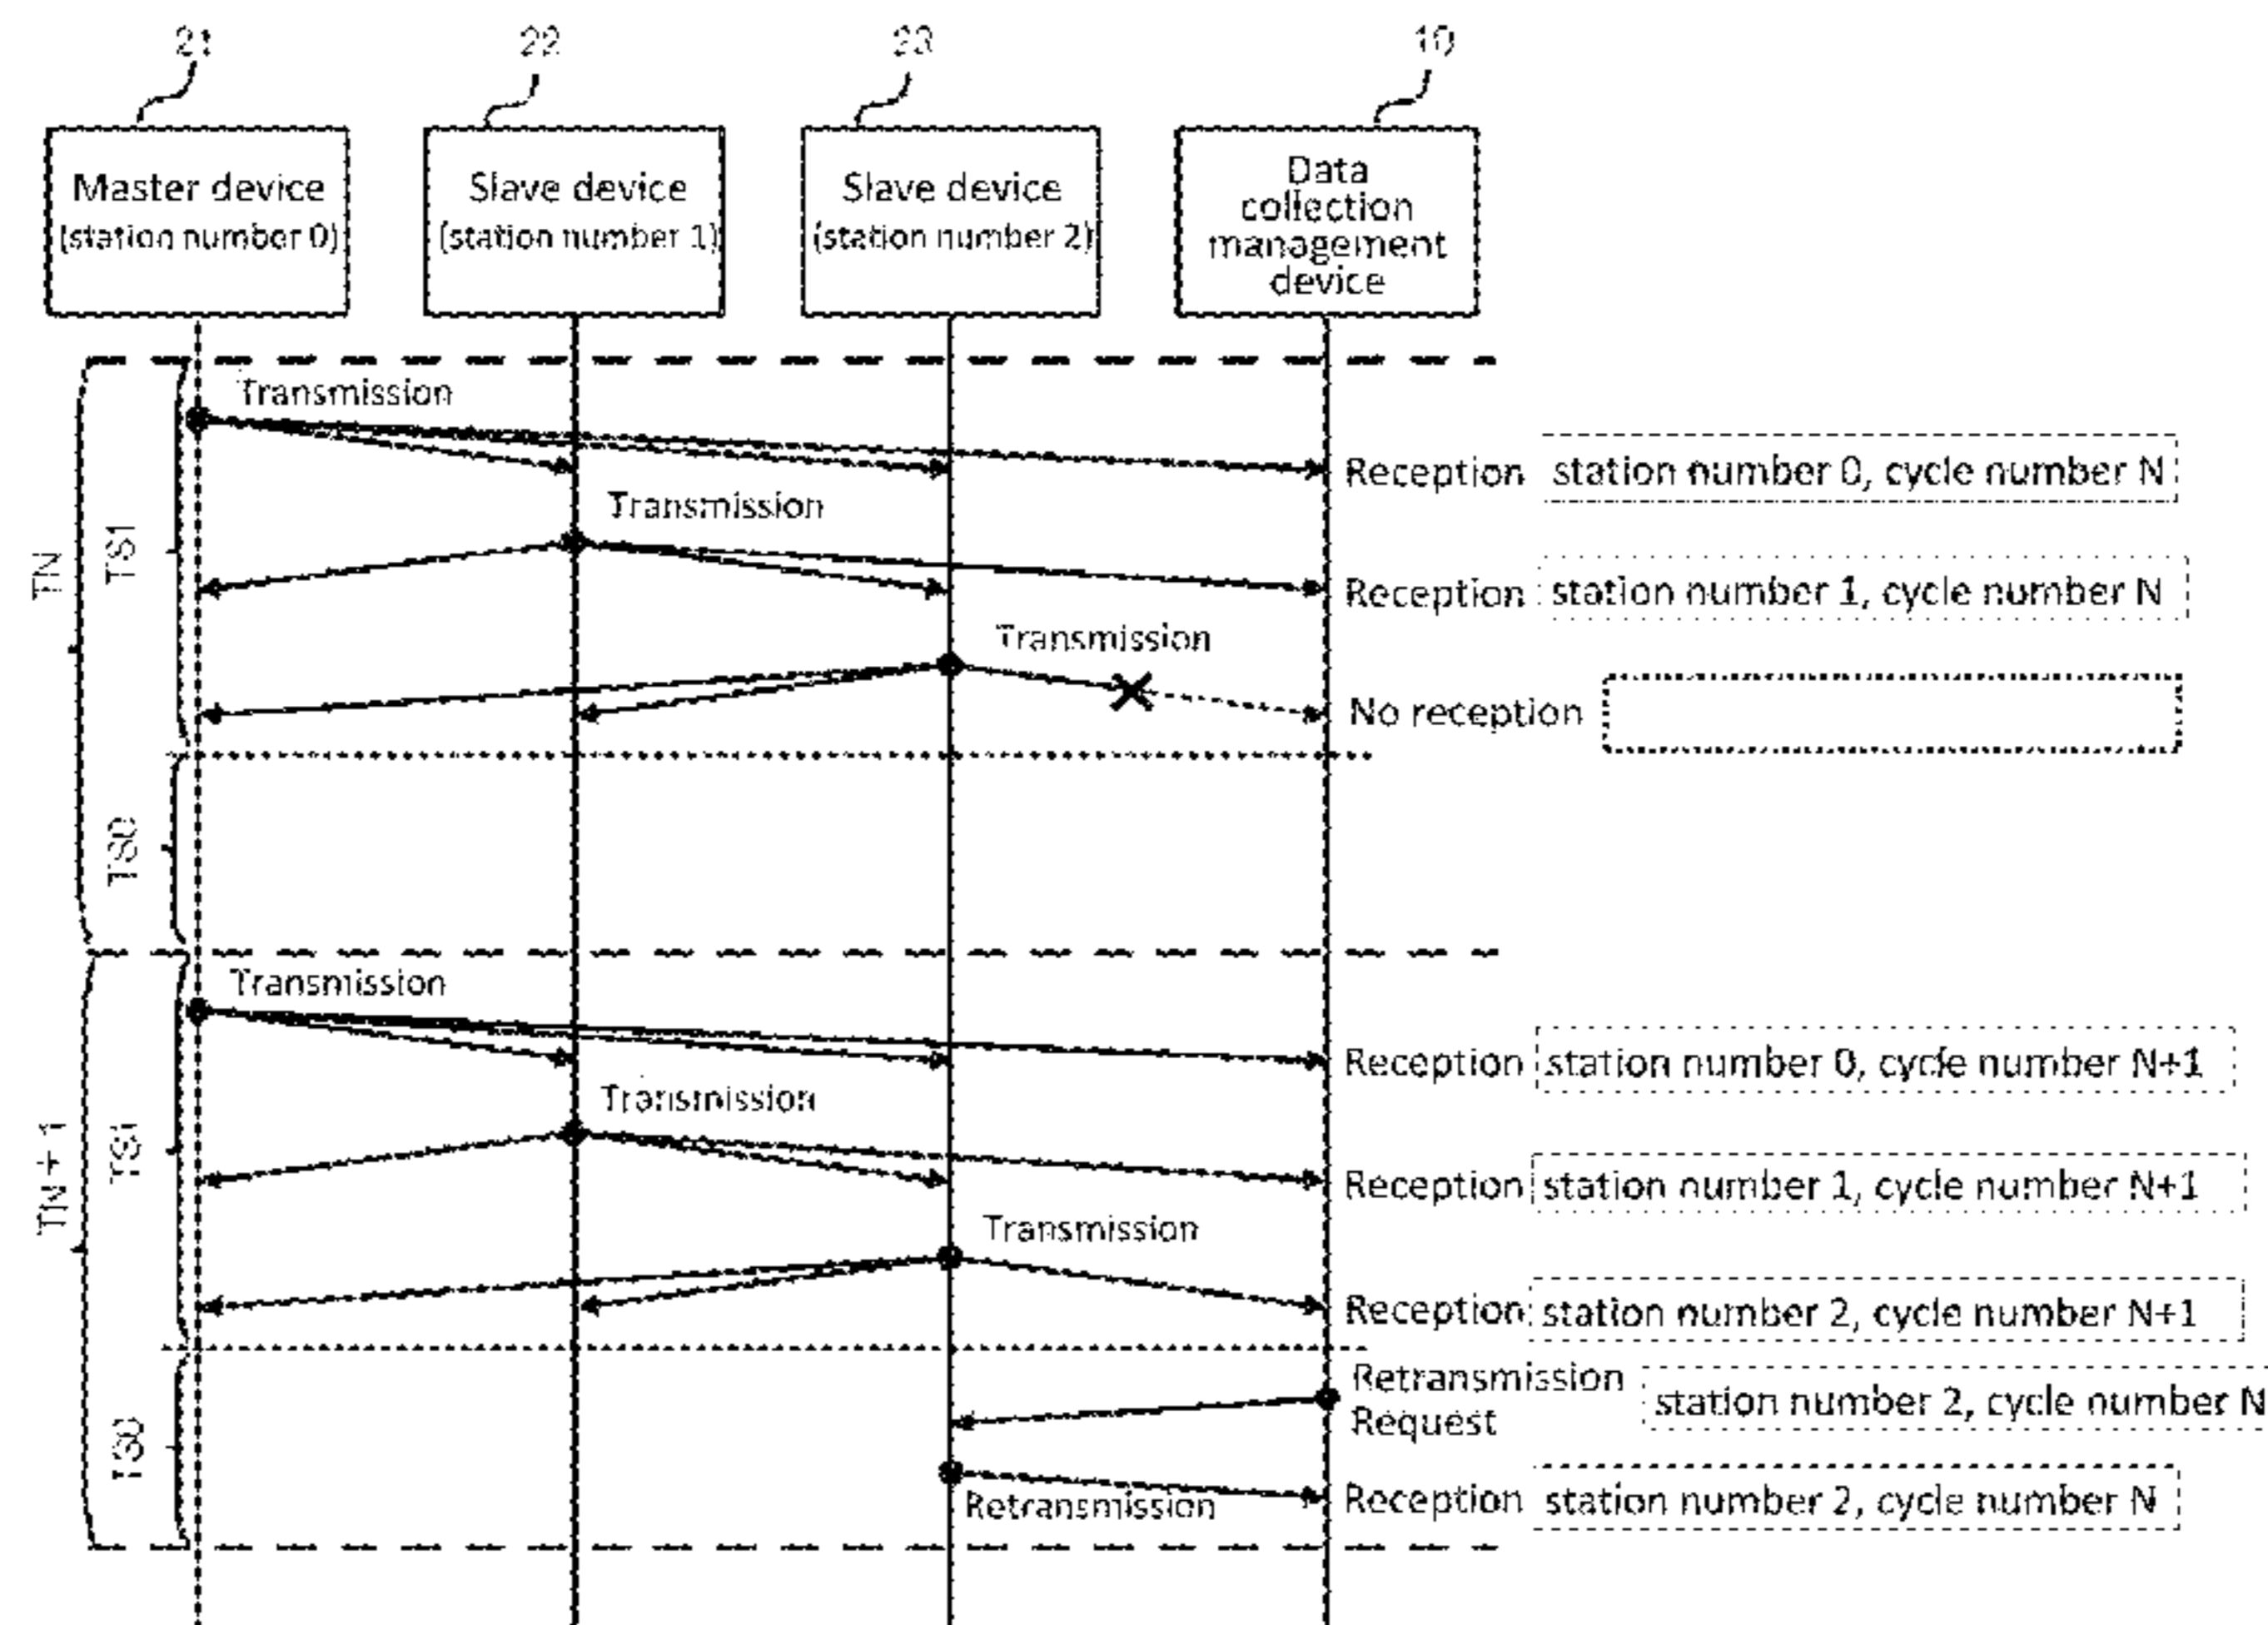 21 22 23 10
Master device
(station number 0)
Slave device
(station number 1)
Slave device
(station number 2)
Data
collection
management
device
TN
TS1
Transmission
Reception station number 0, cycle number N
Transmission
Reception station number 1, cycle number N
Transmission
No reception
TS0
TN + 1
TS1
Transmission
Reception station number 0, cycle number N+1
Transmission
Reception station number 1, cycle number N+1
Transmission
Reception station number 2, cycle number N+1
TS0
Retransmission
Request
station number 2, cycle number N
Retransmission
Reception station number 2, cycle number N